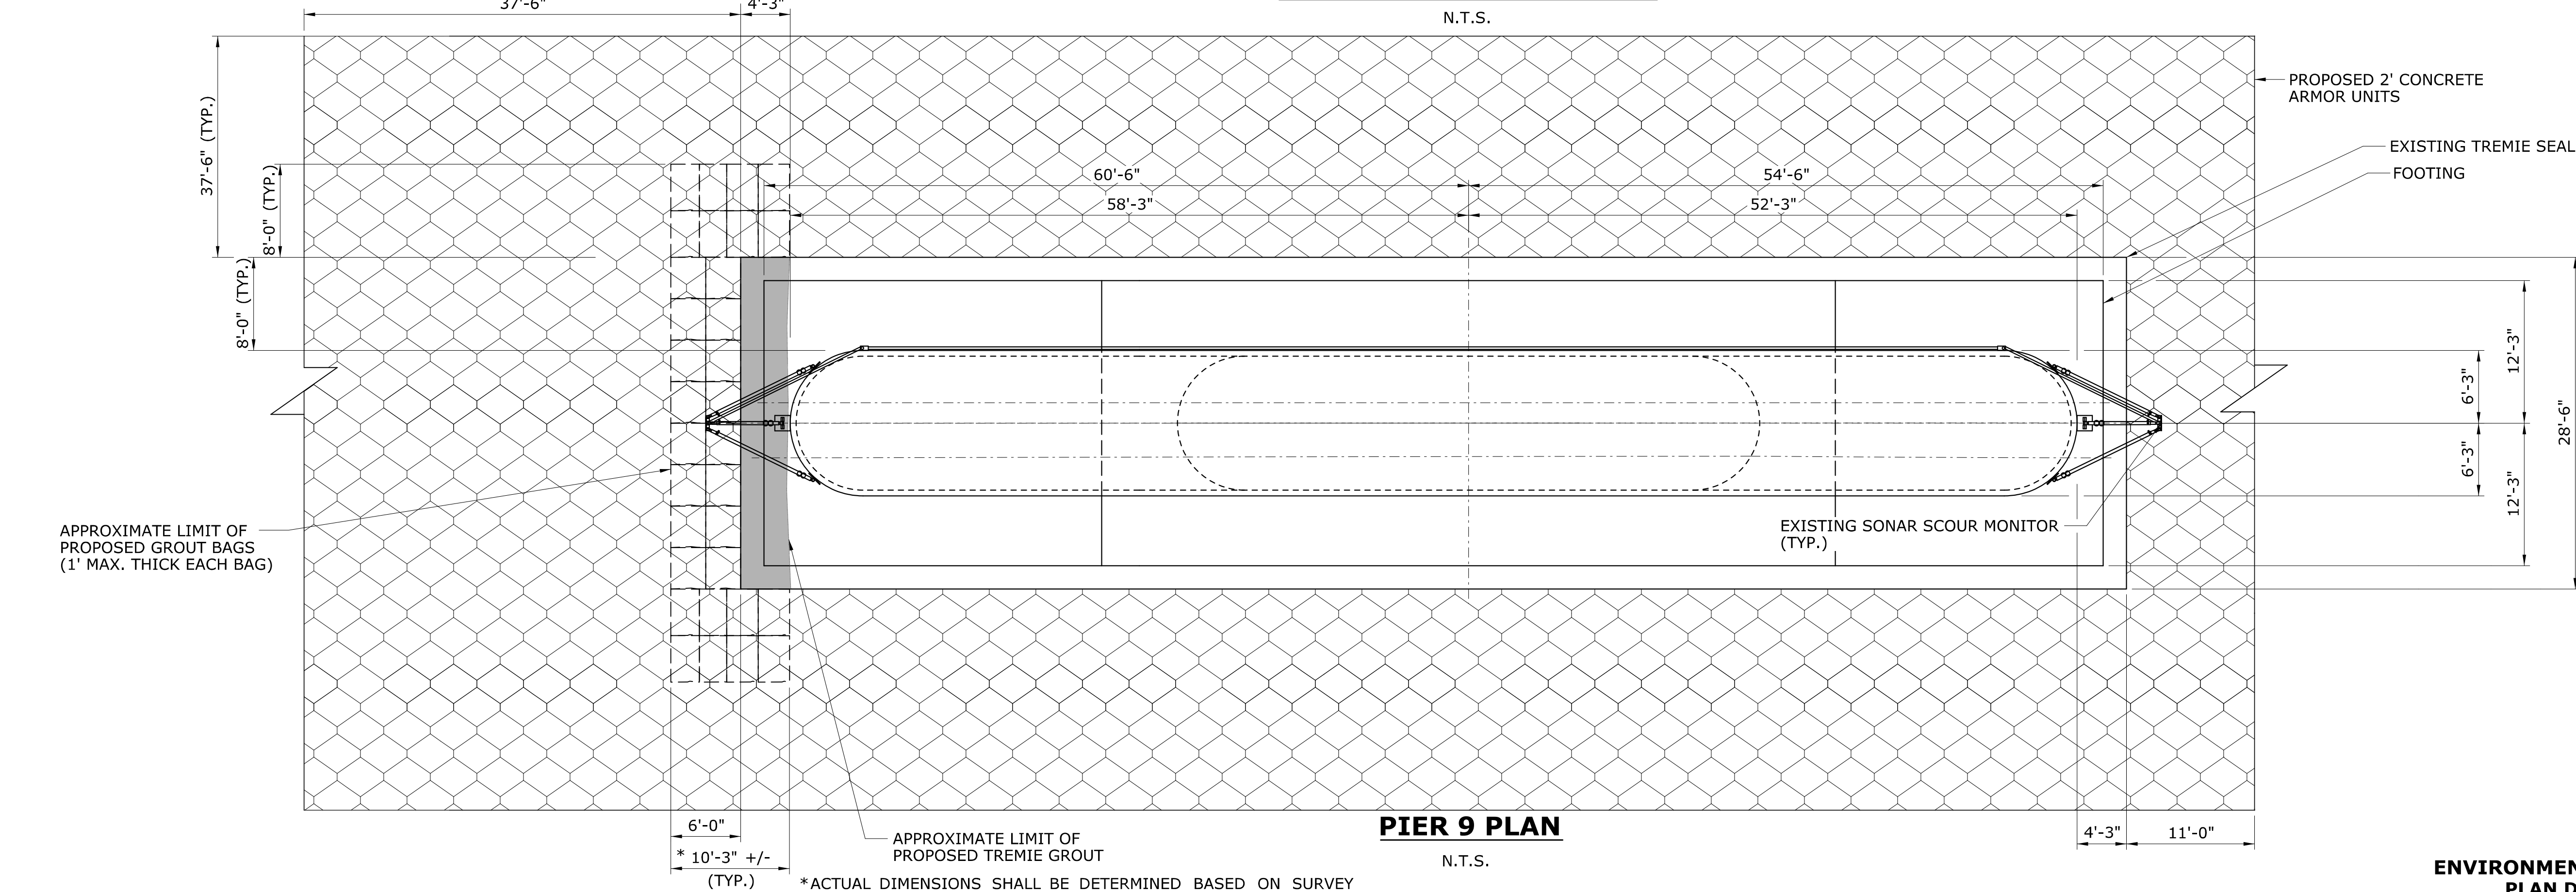 37'-6"
4'-3"
N.T.S.
37'-6" (TYP.)
8'-0" (TYP.)
8'-0" (TYP.)
PROPOSED 2' CONCRETE
ARMOR UNITS
EXISTING TREMIE SEAL
FOOTING
60'-6"
54'-6"
58'-3"
52'-3"
12'-3"
6'-3"
28'-6"
6'-3"
12'-3"
APPROXIMATE LIMIT OF
PROPOSED GROUT BAGS
(1' MAX. THICK EACH BAG)
EXISTING SONAR SCOUR MONITOR
(TYP.)
6'-0"
* 10'-3" +/-
(TYP.)
APPROXIMATE LIMIT OF
PROPOSED TREMIE GROUT
PIER 9 PLAN
N.T.S.
4'-3"
11'-0"
*ACTUAL DIMENSIONS SHALL BE DETERMINED BASED ON SURVEY
ENVIRONMEN
PLAN D